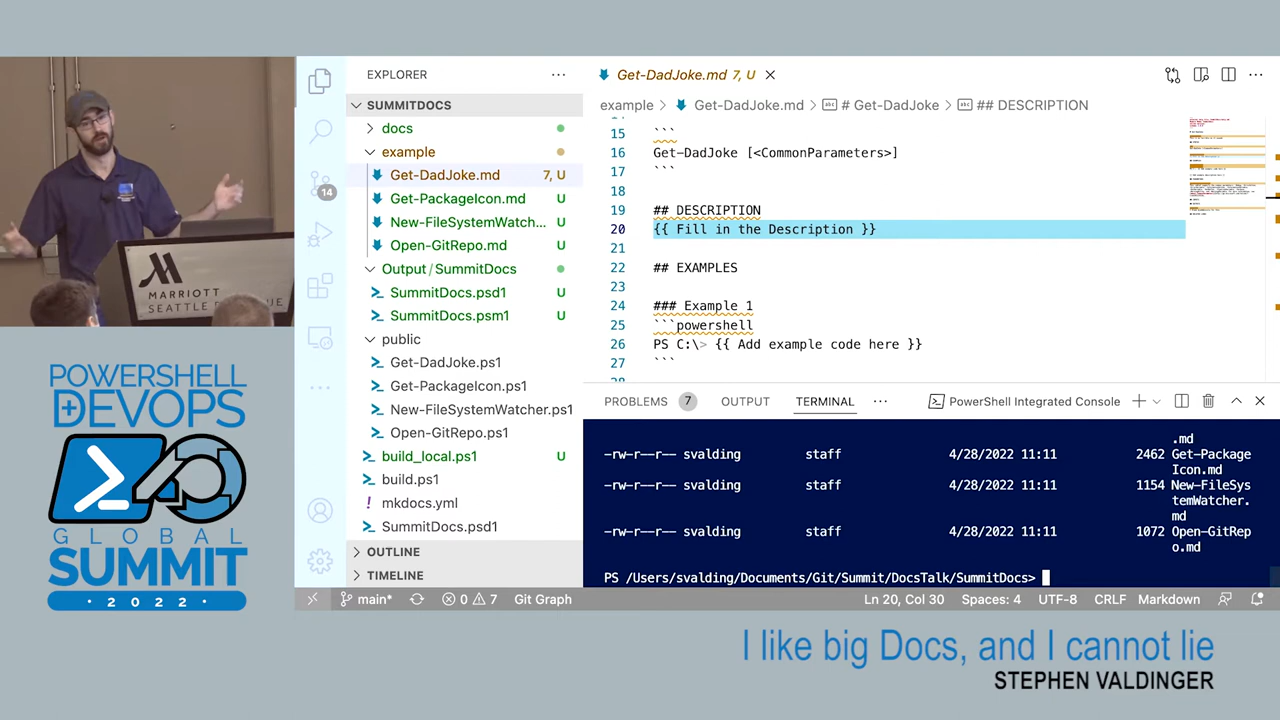 MARRIOTT
POWERSHELL
DEVOPS
GLOBAL
SUMMIT
· 2022 ·
EXPLORER
SUMMITDOCS
docs
example
Get-DadJoke.md 7, U
Get-PackageIcon.md U
New-FileSystemWatch... U
Open-GitRepo.md U
Output/SummitDocs
SummitDocs.psd1 U
SummitDocs.psm1 U
public
Get-DadJoke.ps1
Get-PackageIcon.ps1
New-FileSystemWatcher.ps1
Open-GitRepo.ps1
build_local.ps1 U
build.ps1
mkdocs.yml
SummitDocs.psd1
OUTLINE
TIMELINE
14
Get-DadJoke.md 7, U
example > Get-DadJoke.md > # Get-DadJoke > ## DESCRIPTION
15 ```
16 Get-DadJoke [<CommonParameters>]
17 ```
18
19 ## DESCRIPTION
20 {{ Fill in the Description }}
21
22 ## EXAMPLES
23
24 ### Example 1
25 ```powershell
26 PS C:\> {{ Add example code here }}
27 ```
PROBLEMS 7 OUTPUT TERMINAL ··· PowerShell Integrated Console
.md
-rw-r--r-- svalding staff 4/28/2022 11:11 2462 Get-Package
Icon.md
-rw-r--r-- svalding staff 4/28/2022 11:11 1154 New-FileSys
temWatcher.
md
-rw-r--r-- svalding staff 4/28/2022 11:11 1072 Open-GitRep
o.md
PS /Users/svalding/Documents/Git/Summit/DocsTalk/SummitDocs>
main* 0 7 Git Graph Ln 20, Col 30 Spaces: 4 UTF-8 CRLF Markdown
I like big Docs, and I cannot lie
STEPHEN VALDINGER